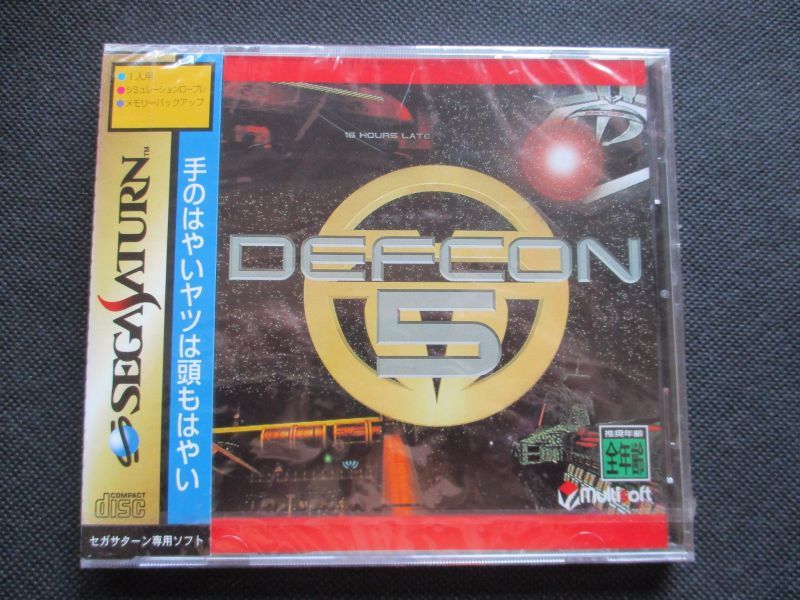 1人用
シミュレーションロープレ
メモリーバックアップ
SEGA SATURN™
手のはやいヤツは頭もはやい
COMPACT
disc
セガサターン専用ソフト
16 HOURS LATE
DEFCON
5
推奨年齢
全年齢
Multisoft